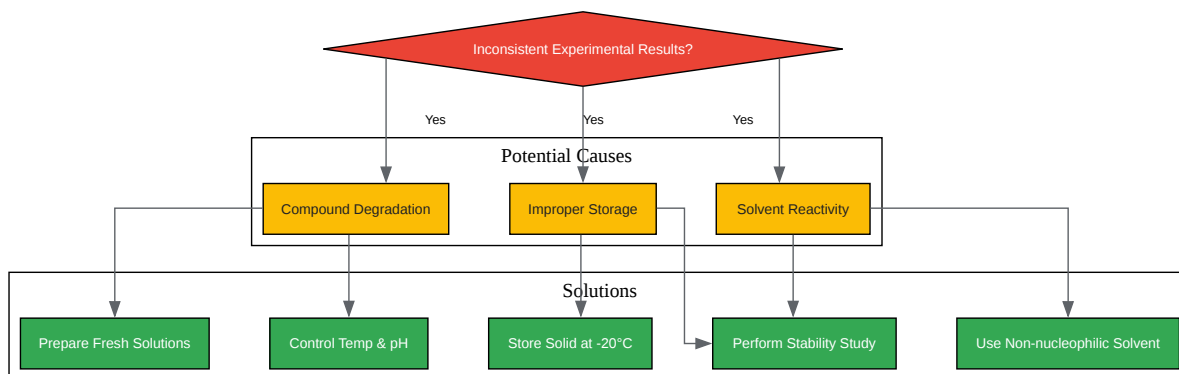 Inconsistent Experimental Results?
Yes
Yes
Yes
Potential Causes
Compound Degradation
Improper Storage
Solvent Reactivity
Solutions
Prepare Fresh Solutions
Control Temp & pH
Store Solid at -20°C
Perform Stability Study
Use Non-nucleophilic Solvent